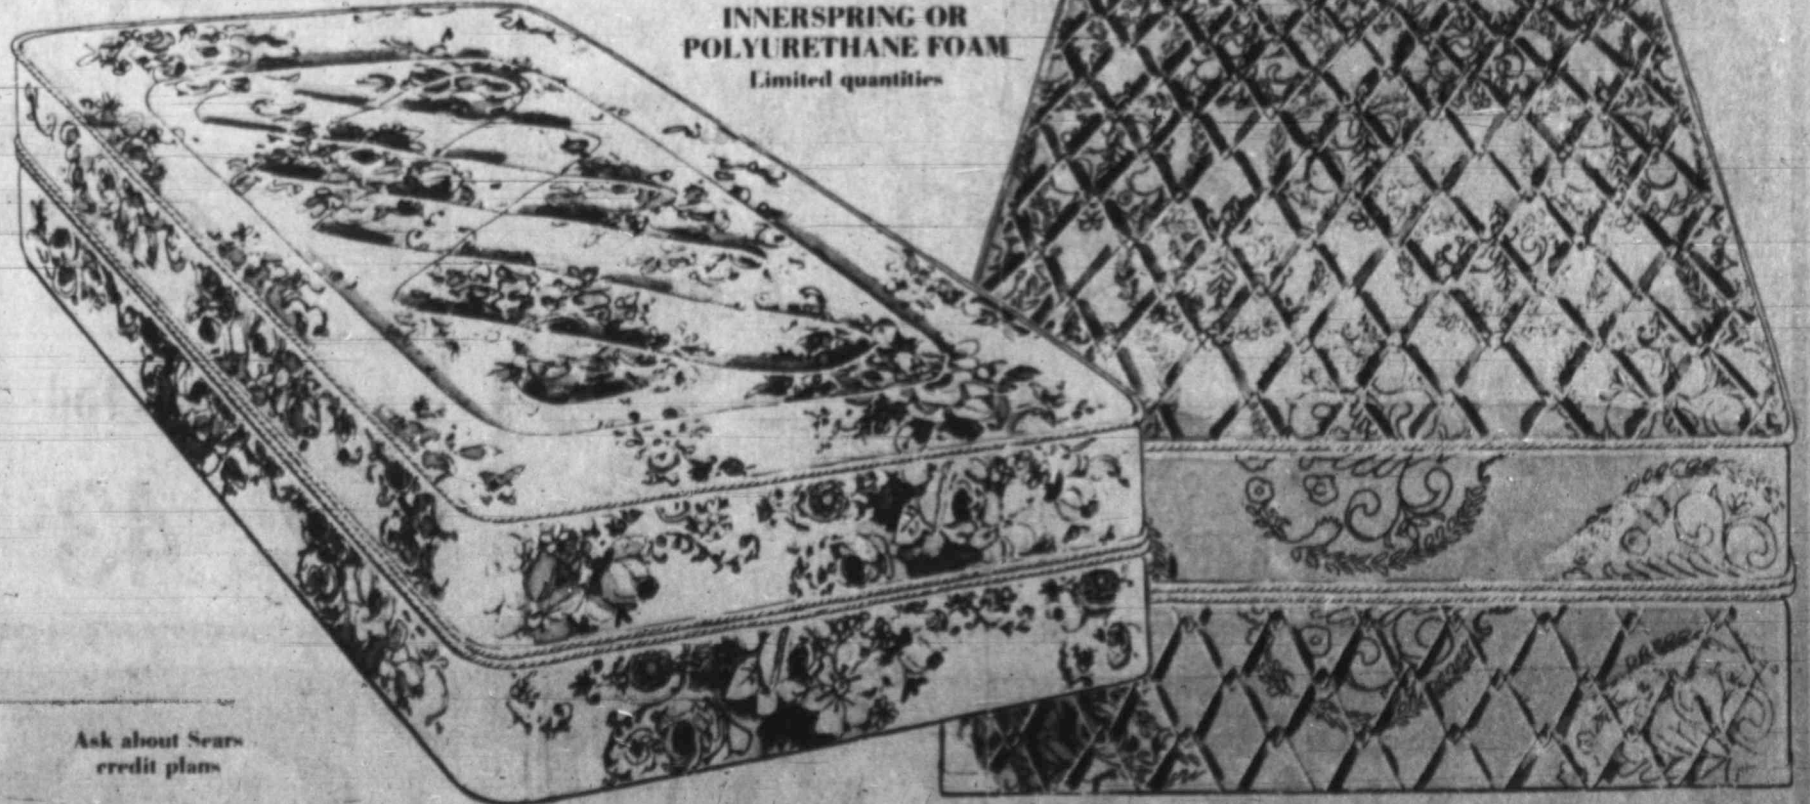 INNERSPRING OR
POLYURETHANE FOAM
Limited quantities
Ask about Sears
credit plans